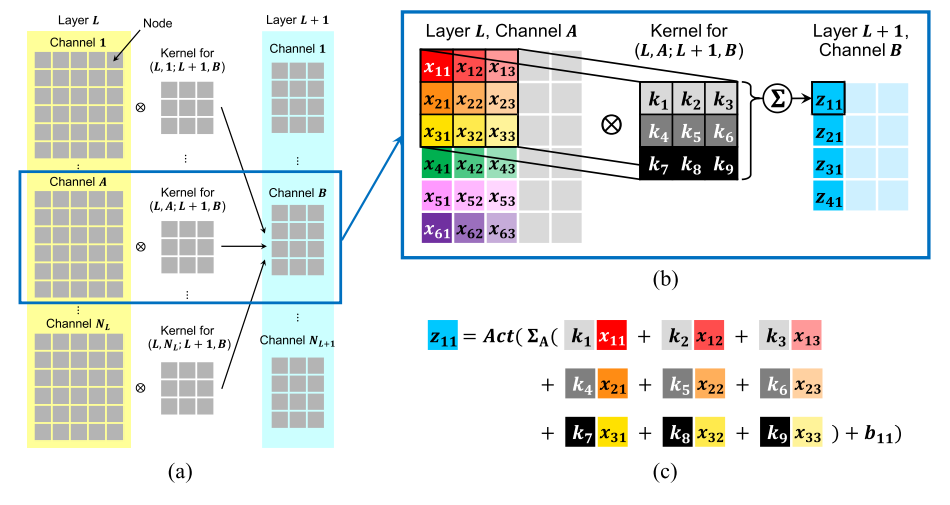 Layer L
Node
Layer L + 1
Channel 1
Kernel for
(L, 1; L + 1, B)
Channel 1
⊗
⋮
⋮
Channel A
Kernel for
(L, A; L + 1, B)
Channel B
⊗
⋮
⋮
⋮
Channel N_L
Kernel for
(L, N_L; L + 1, B)
Channel N_{L+1}
⊗
(a)
Layer L, Channel A
Kernel for
(L, A; L + 1, B)
Layer L + 1,
Channel B
x₁₁ x₁₂ x₁₃
x₂₁ x₂₂ x₂₃
x₃₁ x₃₂ x₃₃
x₄₁ x₄₂ x₄₃
x₅₁ x₅₂ x₅₃
x₆₁ x₆₂ x₆₃
⊗
k₁ k₂ k₃
k₄ k₅ k₆
k₇ k₈ k₉
Σ
z₁₁
z₂₁
z₃₁
z₄₁
(b)
z₁₁ = Act( Σ_A( k₁ x₁₁ + k₂ x₁₂ + k₃ x₁₃
+ k₄ x₂₁ + k₅ x₂₂ + k₆ x₂₃
+ k₇ x₃₁ + k₈ x₃₂ + k₉ x₃₃ ) + b₁₁)
(c)